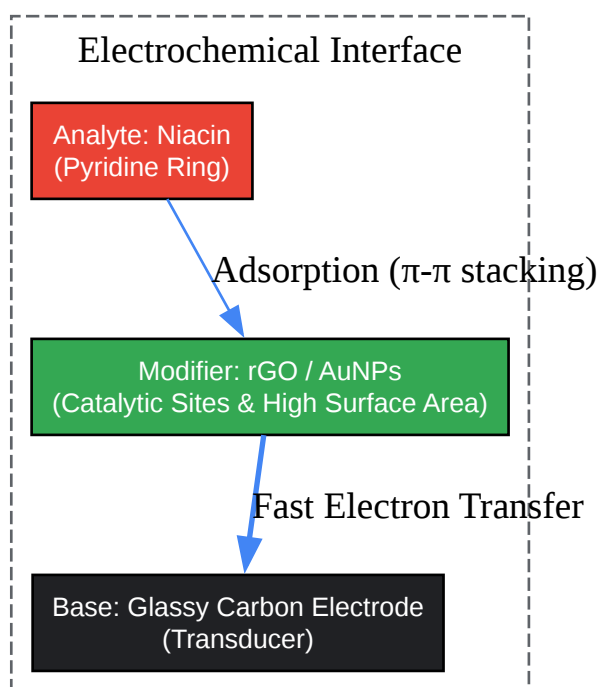 Electrochemical Interface
Analyte: Niacin
(Pyridine Ring)
Adsorption (π-π stacking)
Modifier: rGO / AuNPs
(Catalytic Sites & High Surface Area)
Fast Electron Transfer
Base: Glassy Carbon Electrode
(Transducer)